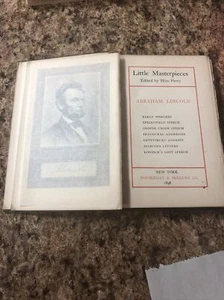 Little Masterpieces
Edited by Bliss Perry
ABRAHAM LINCOLN
EARLY SPEECHES
SPRINGFIELD SPEECH
COOPER UNION SPEECH
INAUGURAL ADDRESSES
GETTYSBURG ADDRESS
SELECTED LETTERS
LINCOLN'S LAST SPEECH
NEW YORK
DOUBLEDAY & McCLURE CO.
1898